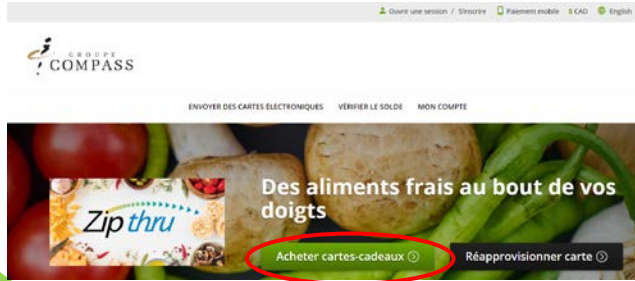 Ouvrir une session / S'inscrire Paiement mobile $ CAD English
GROUPE
COMPASS
ENVOYER DES CARTES ÉLECTRONIQUES VÉRIFIER LE SOLDE MON COMPTE
Des aliments frais au bout de vos
doigts
Zip thru
Acheter cartes-cadeaux Réapprovisionner carte